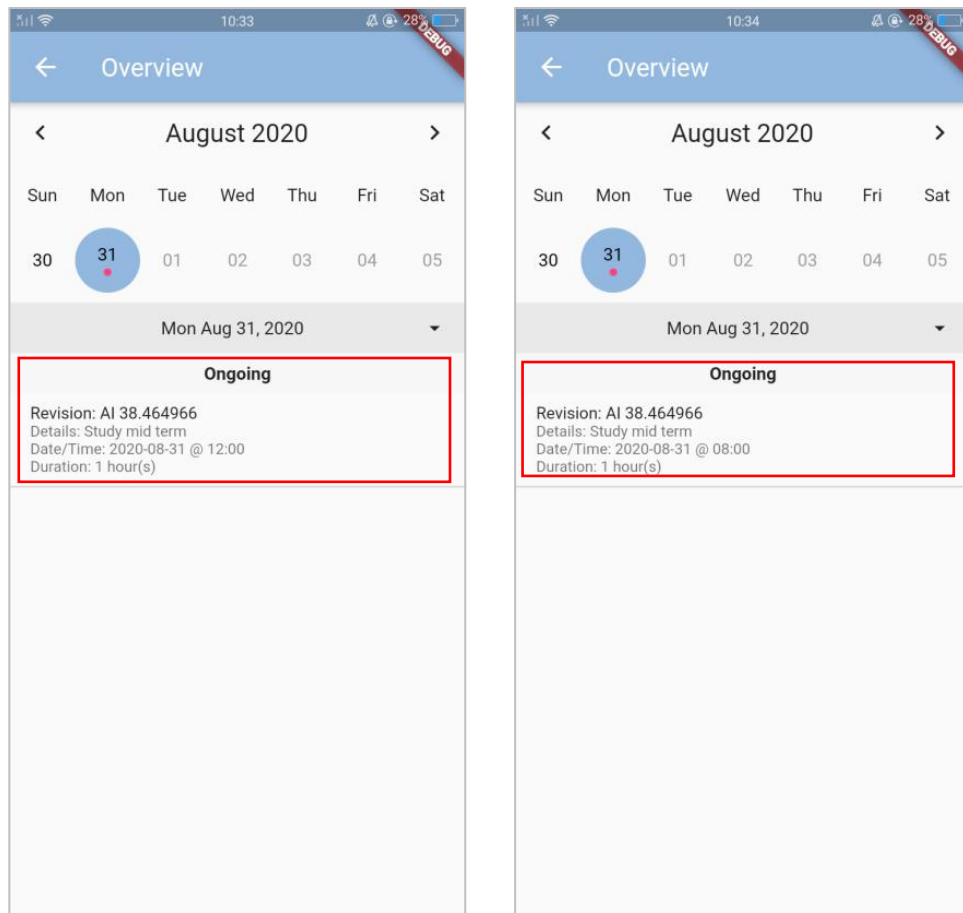 10:33
28%
DEBUG
Overview
August 2020
Sun Mon Tue Wed Thu Fri Sat
30 31 01 02 03 04 05
Mon Aug 31, 2020
Ongoing
Revision: AI 38.464966
Details: Study mid term
Date/Time: 2020-08-31 @ 12:00
Duration: 1 hour(s)
10:34
28%
DEBUG
Overview
August 2020
Sun Mon Tue Wed Thu Fri Sat
30 31 01 02 03 04 05
Mon Aug 31, 2020
Ongoing
Revision: AI 38.464966
Details: Study mid term
Date/Time: 2020-08-31 @ 08:00
Duration: 1 hour(s)